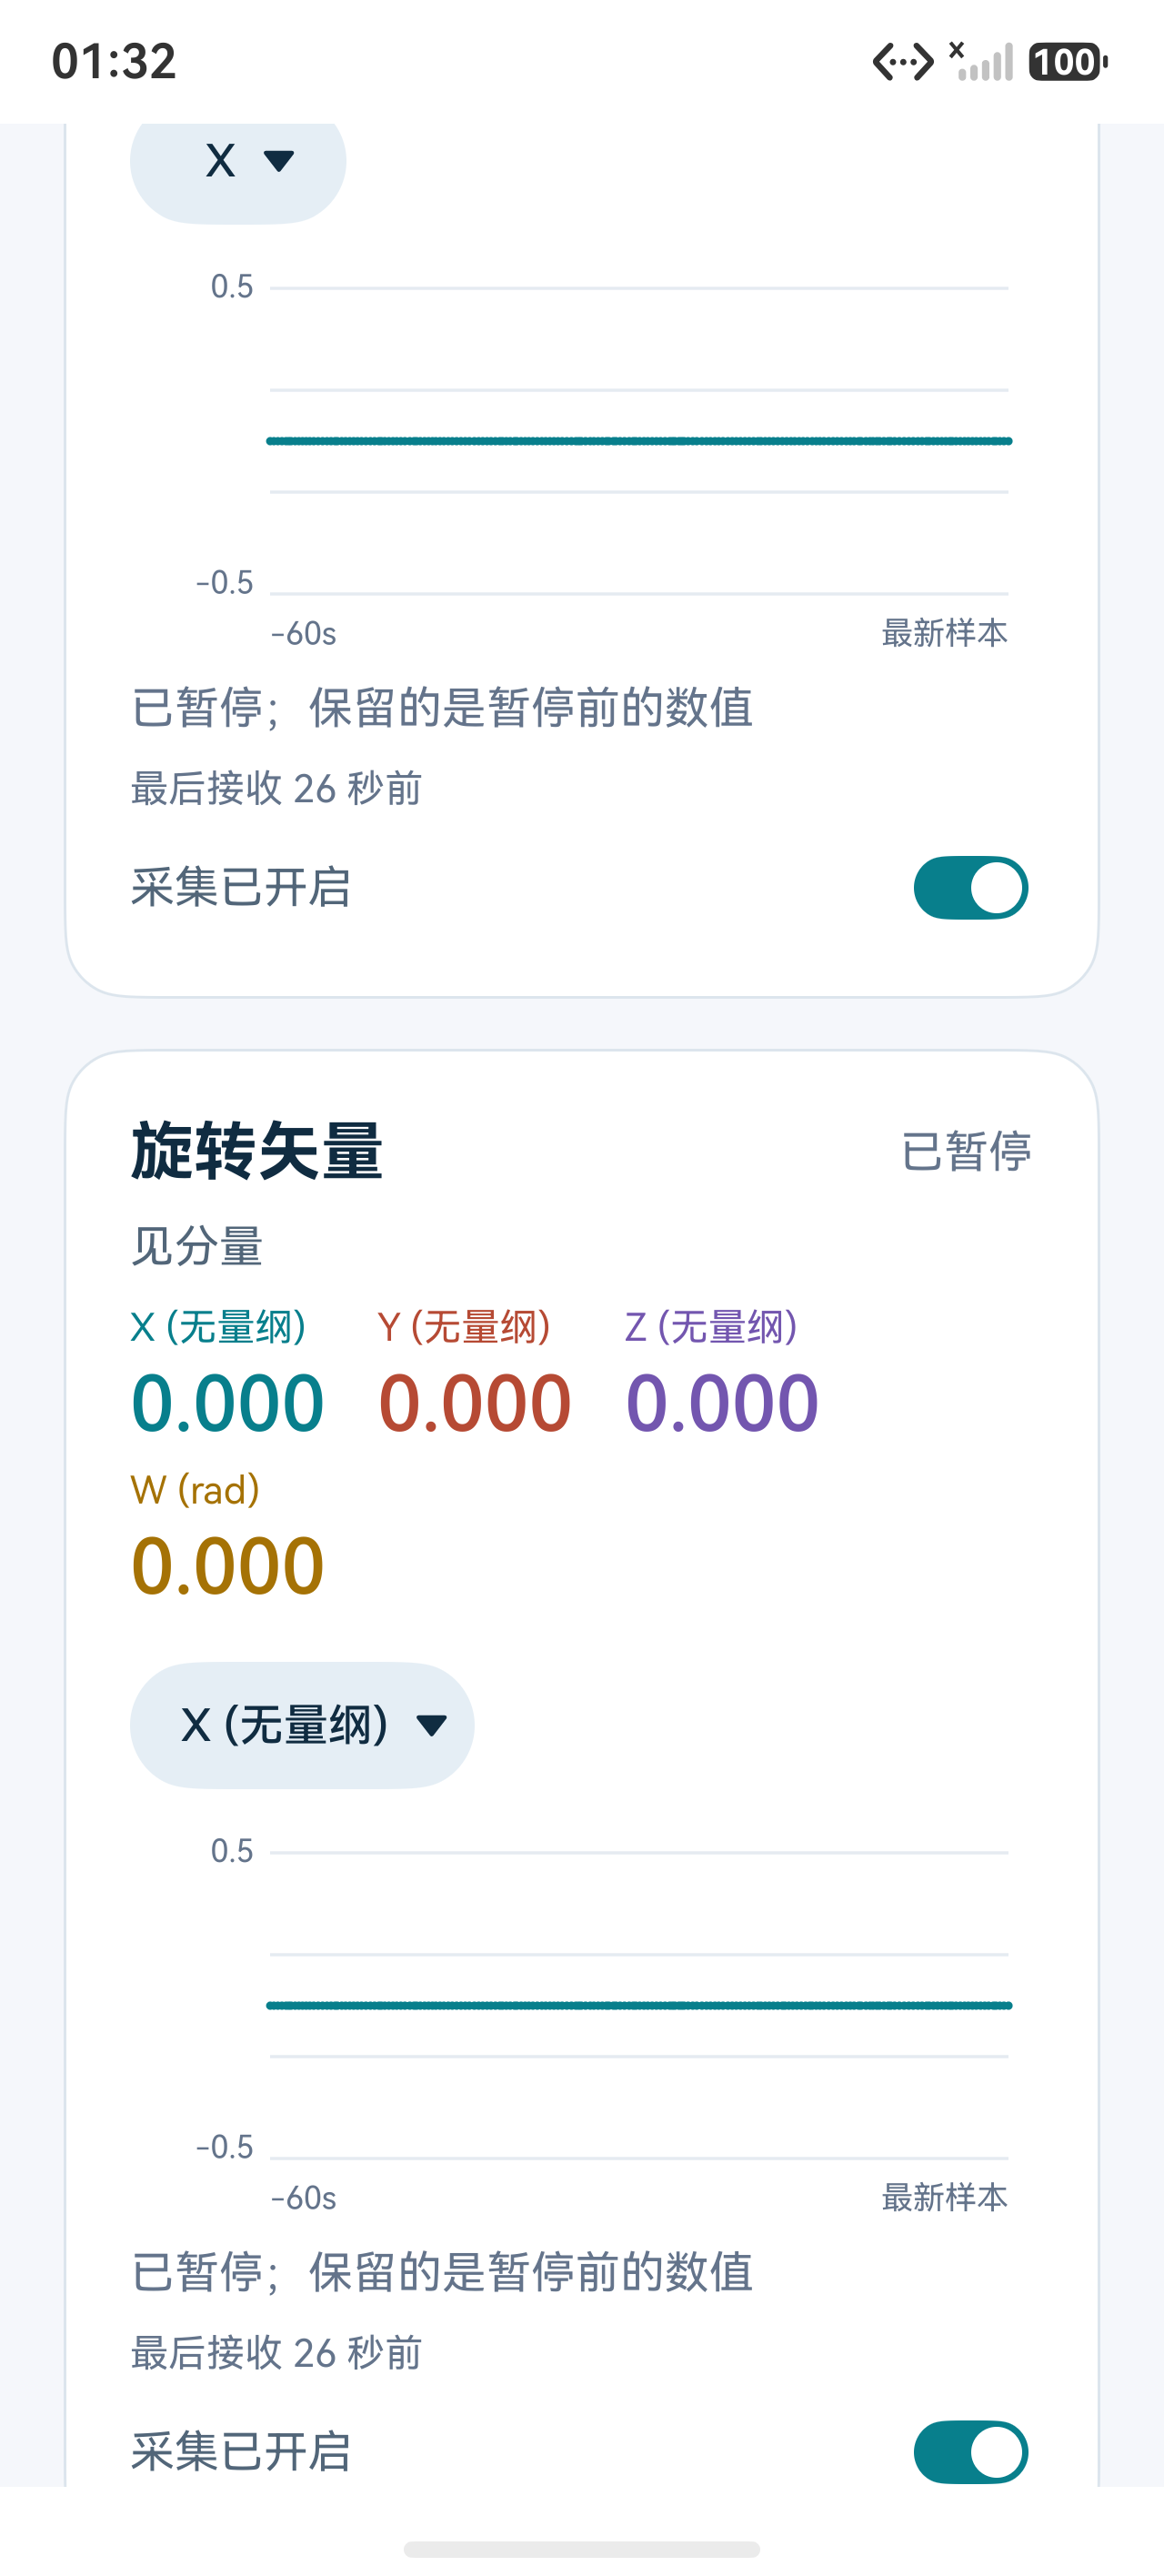 01:32
100
X
0.5
-0.5
-60s 最新样本
已暂停；保留的是暂停前的数值
最后接收 26 秒前
采集已开启
旋转矢量 已暂停
见分量
X (无量纲) Y (无量纲) Z (无量纲)
0.000 0.000 0.000
W (rad)
0.000
X (无量纲)
0.5
-0.5
-60s 最新样本
已暂停；保留的是暂停前的数值
最后接收 26 秒前
采集已开启